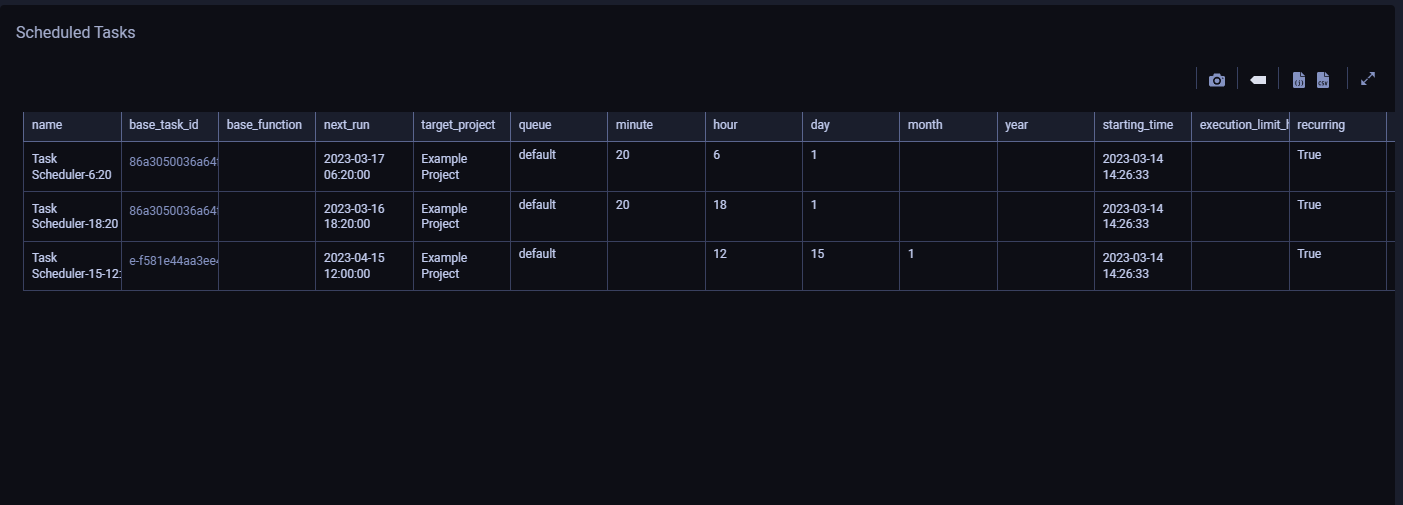 Scheduled Tasks
name base_task_id base_function next_run target_project queue minute hour day month year starting_time execution_limit_h recurring
Task 2023-03-17 Example default 20 6 1 2023-03-14 True
Scheduler-6:20 86a3050036a64 06:20:00 Project 14:26:33
Task 2023-03-16 Example default 20 18 1 2023-03-14 True
Scheduler-18:20 86a3050036a64 18:20:00 Project 14:26:33
Task 2023-04-15 Example default 12 15 1 2023-03-14 True
Scheduler-15-12: e-f581e44aa3ee 12:00:00 Project 14:26:33